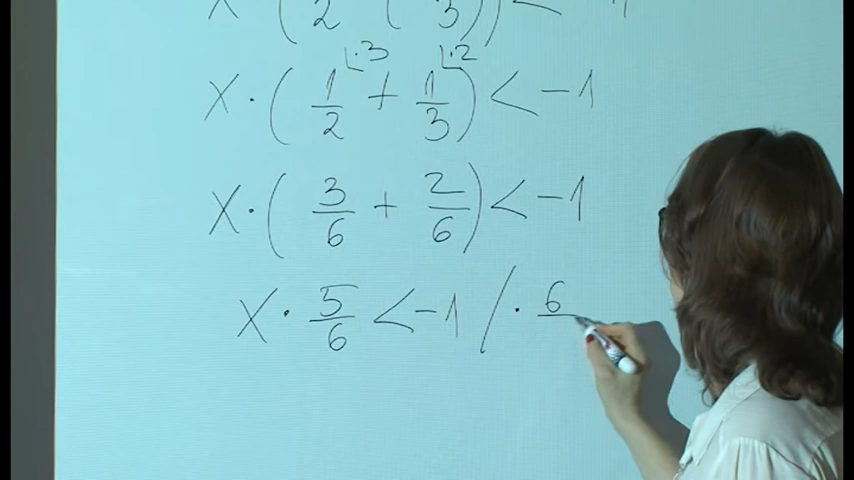 X · ( 1/2 + 1/3 ) < -1
X · ( 3/6 + 2/6 ) < -1
X · 5/6 < -1 / · 6